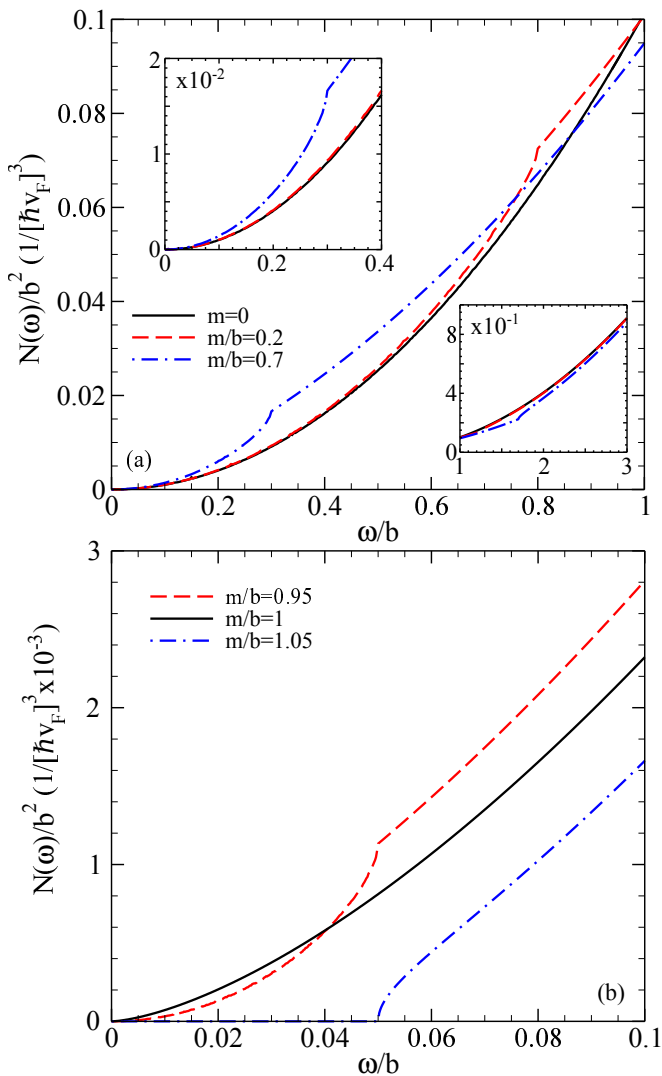 0.1
2
x10⁻²
1
0
0 0.2 0.4
0.08
0.06
0.04
0.02
0
N(ω)/b² (1/[ħv_F]³)
m=0
m/b=0.2
m/b=0.7
x10⁻¹
8
4
0
1 2 3
(a)
0 0.2 0.4 0.6 0.8 1
ω/b
3
2
1
0
N(ω)/b² (1/[ħv_F]³x10⁻³)
m/b=0.95
m/b=1
m/b=1.05
(b)
0 0.02 0.04 0.06 0.08 0.1
ω/b